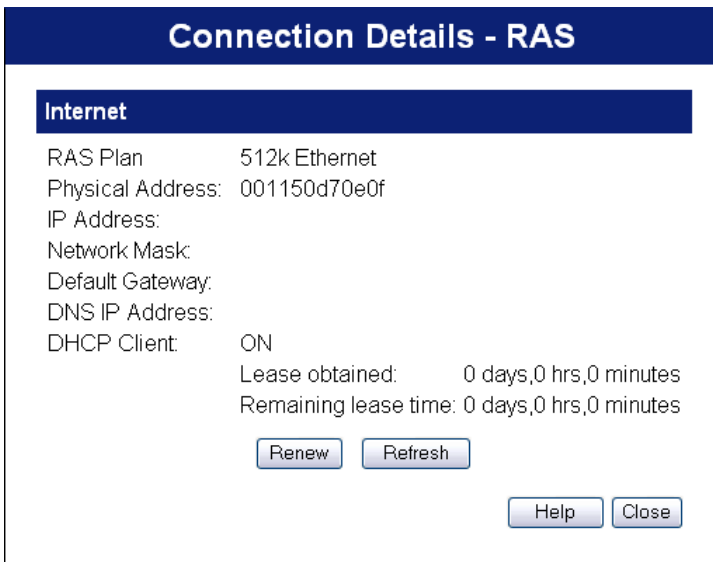 Connection Details - RAS
Internet
RAS Plan 512k Ethernet
Physical Address: 001150d70e0f
IP Address:
Network Mask:
Default Gateway:
DNS IP Address:
DHCP Client: ON
Lease obtained: 0 days,0 hrs,0 minutes
Remaining lease time: 0 days,0 hrs,0 minutes
Renew Refresh
Help Close